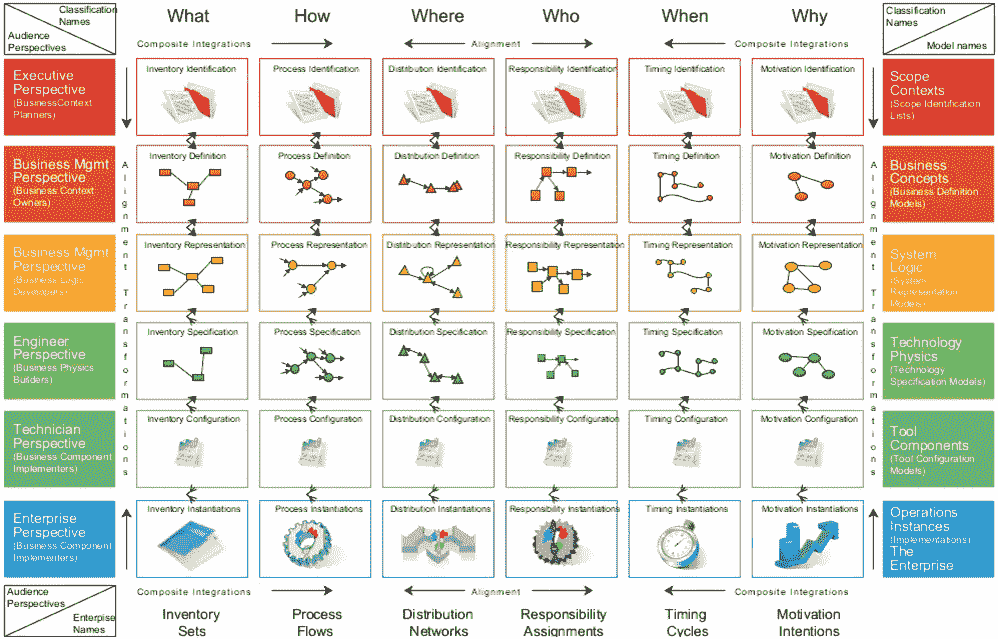 Classification
Names
Audience
Perspectives
What
How
Where
Who
When
Why
Classification
Names
Model names
Composite Integrations
Alignment
Composite Integrations
Executive
Perspective
(BusinessContext
Planners)
Inventory Identification
Process Identification
Distribution Identification
Responsibility Identification
Timing Identification
Motivation Identification
Scope
Contexts
(Scope Identification
Lists)
Alignment Transformations
Alignment Transformations
Business Mgmt
Perspective
(Business Context
Owners)
Inventory Definition
Process Definition
Distribution Definition
Responsibility Definition
Timing Definition
Motivation Definition
Business
Concepts
(Business Definition
Models)
Business Mgmt
Perspective
(Business Logic
Developers)
Inventory Representation
Process Representation
Distribution Representation
Responsibility Representation
Timing Representation
Motivation Representation
System
Logic
(System
Representation
Models)
Engineer
Perspective
(Business Physics
Builders)
Inventory Specification
Process Specification
Distribution Specification
Responsibility Specification
Timing Specification
Motivation Specification
Technology
Physics
(Technology
Specification Models)
Technician
Perspective
(Business Component
Implementers)
Inventory Configuration
Process Configuration
Distribution Configuration
Responsibility Configuration
Timing Configuration
Motivation Configuration
Tool
Components
(Tool Configuration
Models)
Enterprise
Perspective
(Business Component
Implementers)
Inventory Instantiations
Process Instantiations
Distribution Instantiations
Responsibility Instantiations
Timing Instantiations
Motivation Instantiations
Operations
Instances
(Implementations)
The
Enterprise
Audience
Perspectives
Enterpise
Names
Composite Integrations
Alignment
Composite Integrations
Inventory
Sets
Process
Flows
Distribution
Networks
Responsibility
Assignments
Timing
Cycles
Motivation
Intentions
Classification
Names
Model names